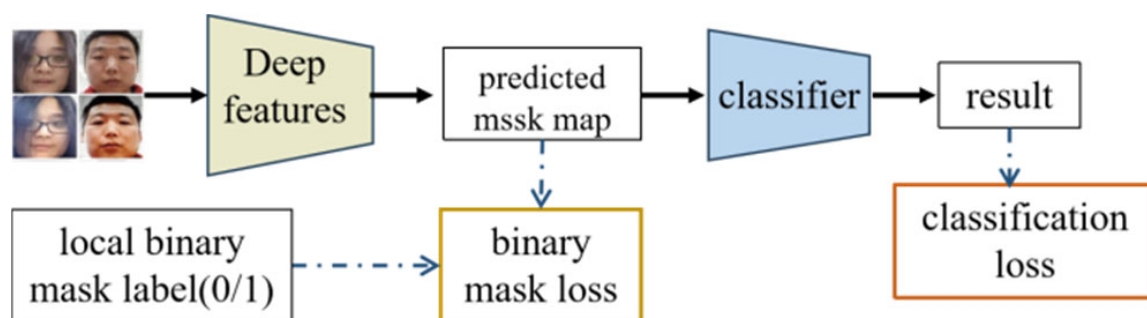 Deep
features
predicted
mssk map
classifier
result
local binary
mask label(0/1)
binary
mask loss
classification
loss